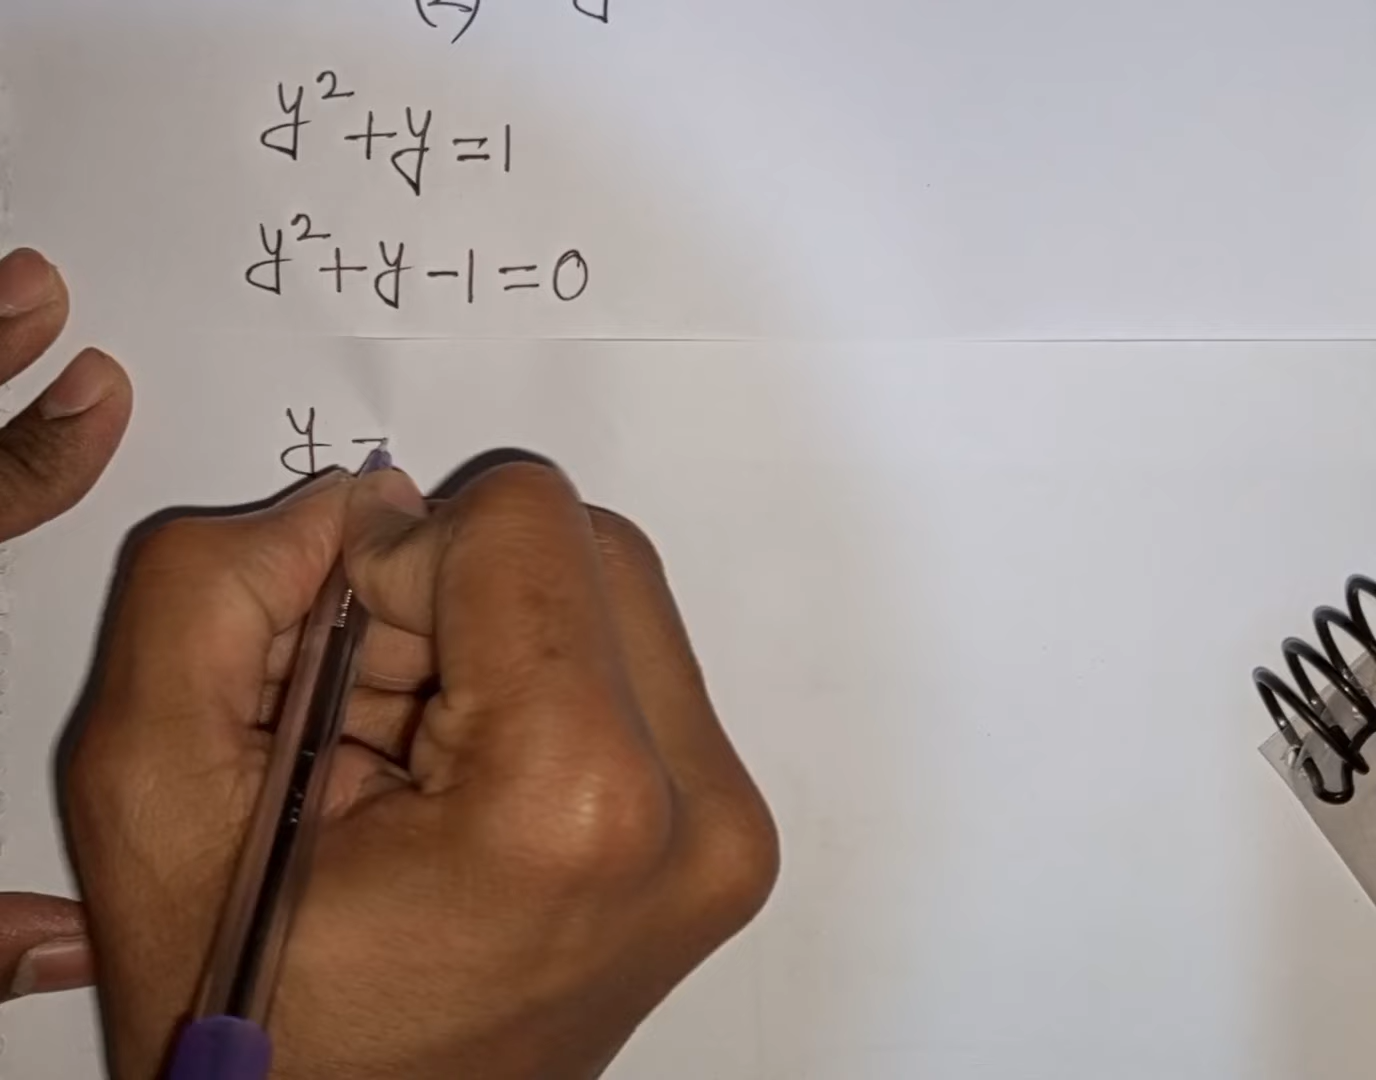 y² + y = 1
y² + y - 1 = 0
y